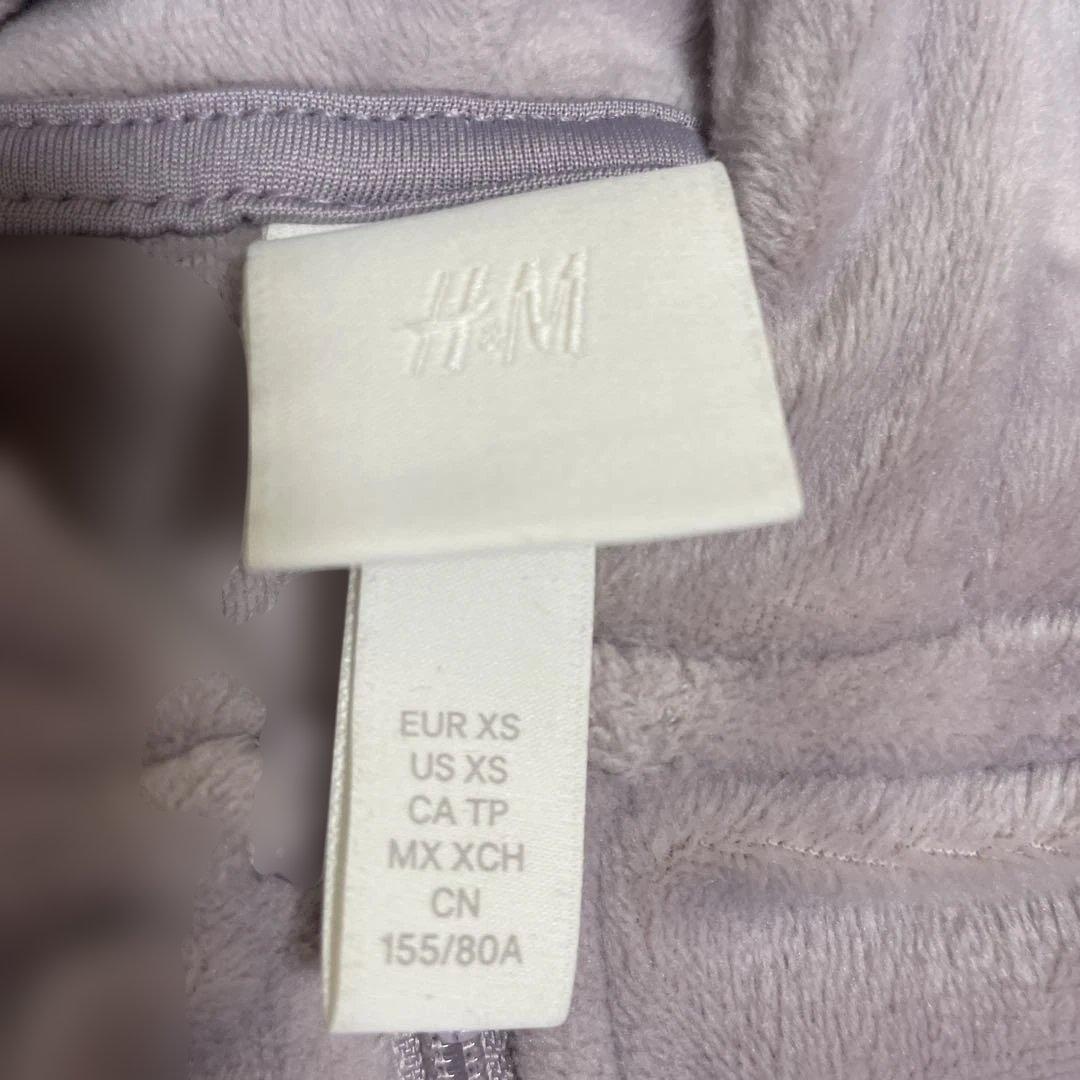 H&M
EUR XS
US XS
CA TP
MX XCH
CN
155/80A